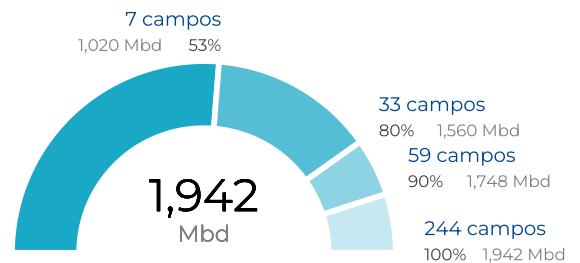 7 campos
1,020 Mbd 53%
33 campos
80% 1,560 Mbd
59 campos
90% 1,748 Mbd
1,942
Mbd
244 campos
100% 1,942 Mbd